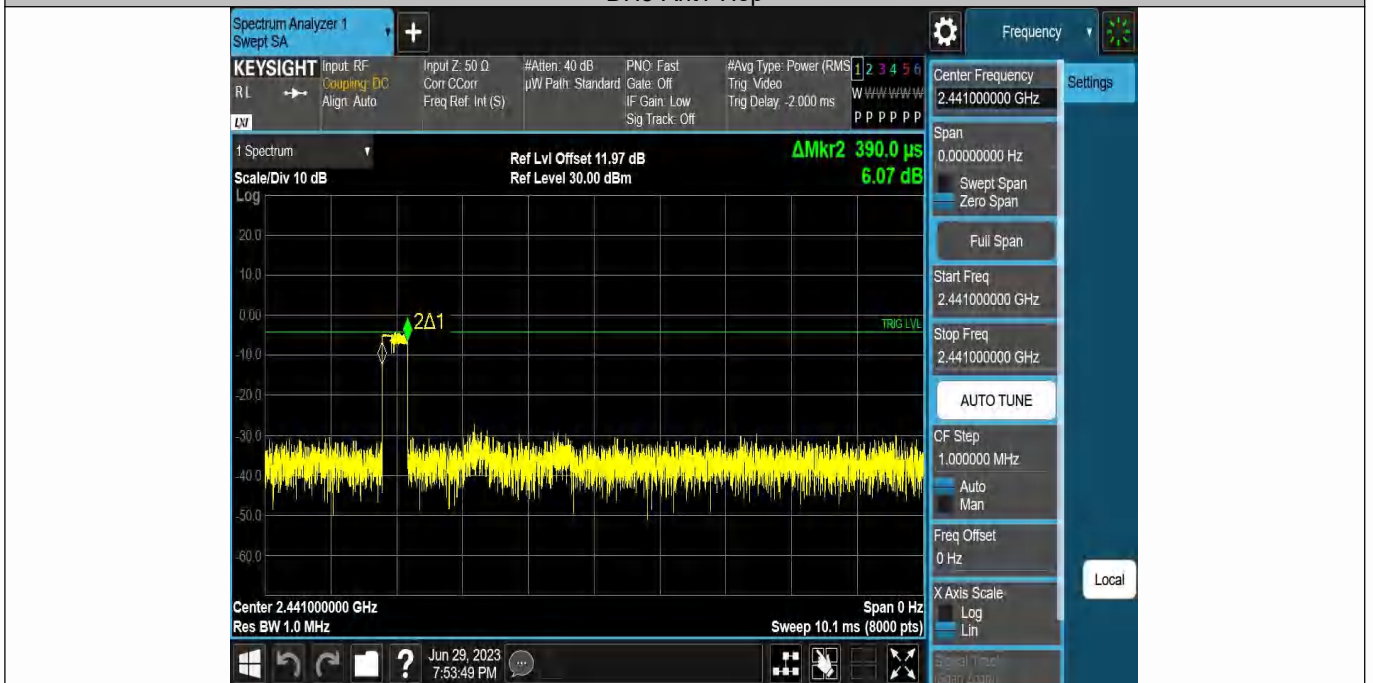 Spectrum Analyzer 1
Swept SA
Frequency
KEYSIGHT
RL
LXI
Input: RF
Coupling: DC
Align: Auto
Input Z: 50 Ω
Corr CCorr
Freq Ref: Int (S)
#Atten: 40 dB
µW Path: Standard
PNO: Fast
Gate: Off
IF Gain: Low
Sig Track: Off
#Avg Type: Power (RMS
Trig: Video
Trig Delay: -2.000 ms
1 2 3 4 5 6
W W W W W W
P P P P P P
1 Spectrum
Scale/Div 10 dB
Ref Lvl Offset 11.97 dB
Ref Level 30.00 dBm
ΔMkr2 390.0 µs
6.07 dB
Log
20.0
10.0
0.00
-10.0
-20.0
-30.0
-40.0
-50.0
-60.0
2Δ1
TRIG LVL
Center 2.441000000 GHz
Res BW 1.0 MHz
Span 0 Hz
Sweep 10.1 ms (8000 pts)
Center Frequency
2.441000000 GHz
Settings
Span
0.00000000 Hz
Swept Span
Zero Span
Full Span
Start Freq
2.441000000 GHz
Stop Freq
2.441000000 GHz
AUTO TUNE
CF Step
1.000000 MHz
Auto
Man
Freq Offset
0 Hz
X Axis Scale
Log
Lin
Local
Jun 29, 2023
7:53:49 PM